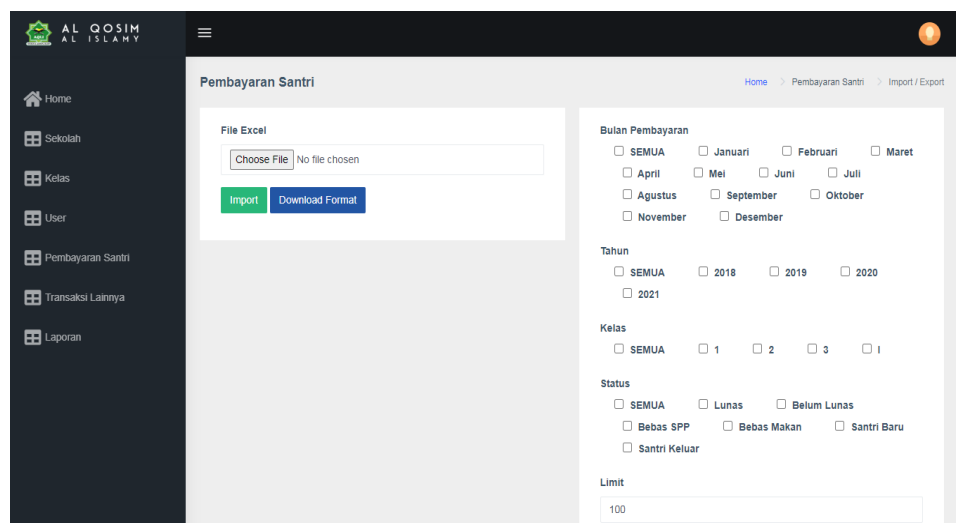 AL QOSIM
AL ISLAMY
Home
Sekolah
Kelas
User
Pembayaran Santri
Transaksi Lainnya
Laporan
Pembayaran Santri
Home > Pembayaran Santri > Import / Export
File Excel
Choose File No file chosen
Import Download Format
Bulan Pembayaran
SEMUA Januari Februari Maret
April Mei Juni Juli
Agustus September Oktober
November Desember
Tahun
SEMUA 2018 2019 2020
2021
Kelas
SEMUA 1 2 3 I
Status
SEMUA Lunas Belum Lunas
Bebas SPP Bebas Makan Santri Baru
Santri Keluar
Limit
100